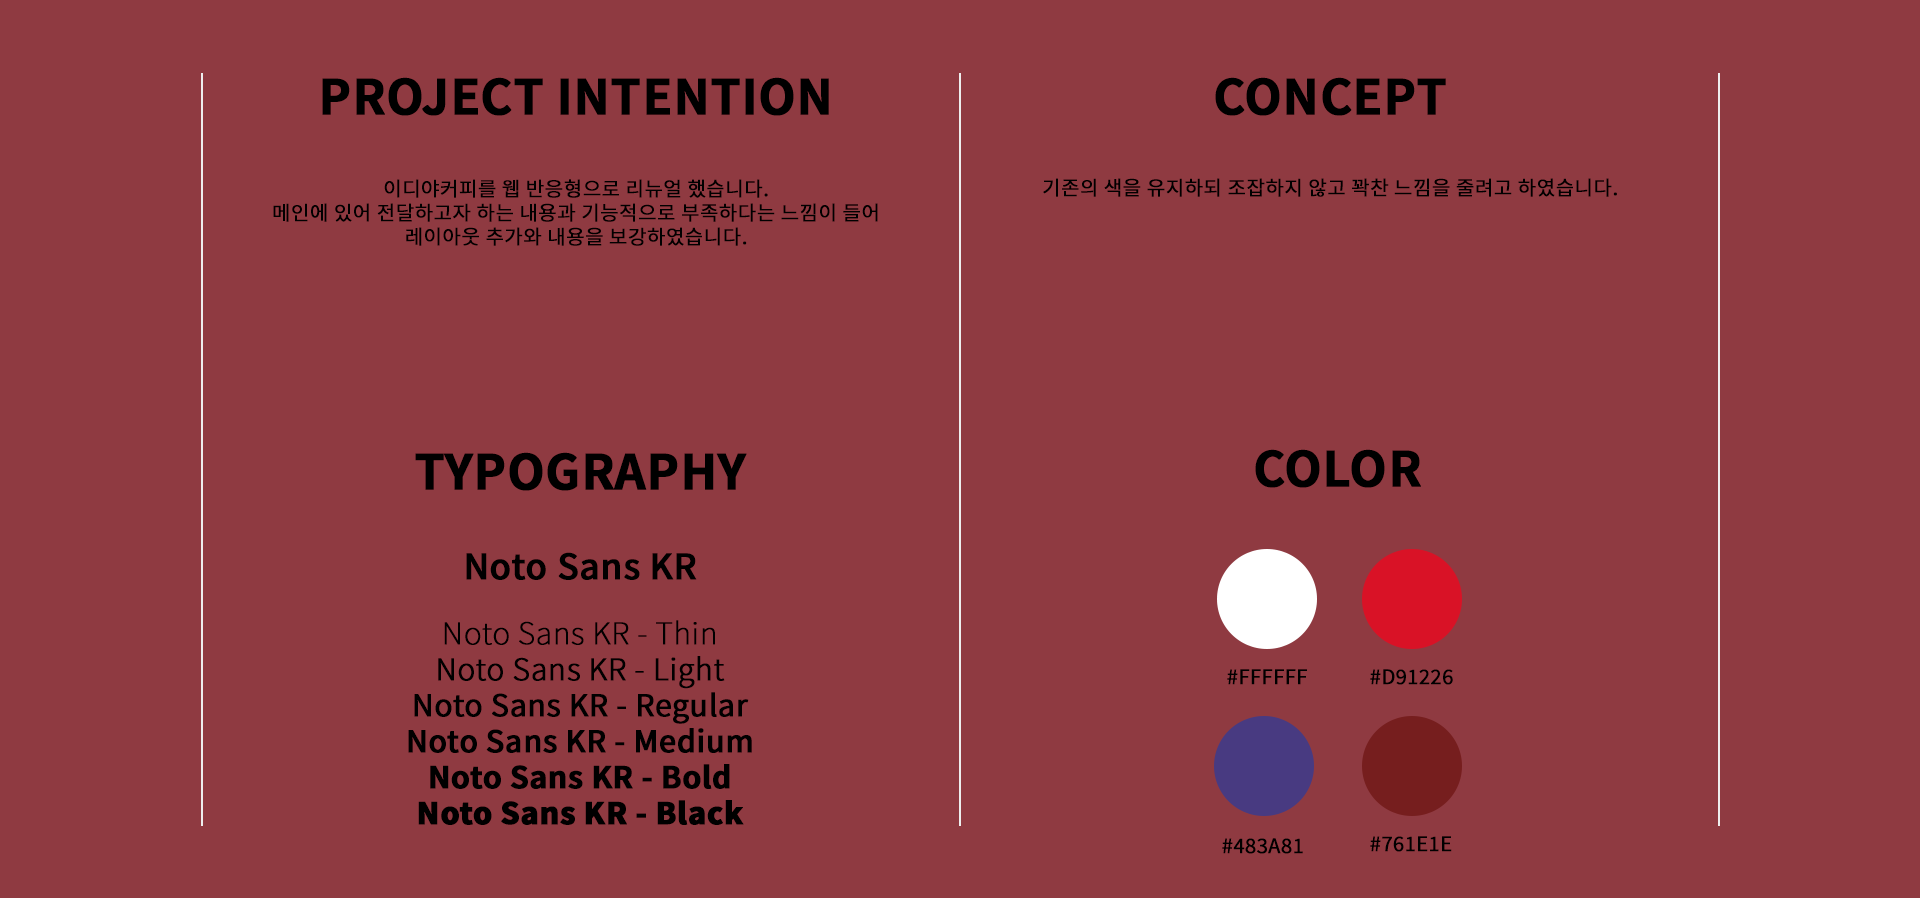 PROJECT INTENTION
이디야커피를 웹 반응형으로 리뉴얼 했습니다.
메인에 있어 전달하고자 하는 내용과 기능적으로 부족하다는 느낌이 들어
레이아웃 추가와 내용을 보강하였습니다.
CONCEPT
기존의 색을 유지하되 조잡하지 않고 꽉찬 느낌을 줄려고 하였습니다.
TYPOGRAPHY
Noto Sans KR
Noto Sans KR - Thin
Noto Sans KR - Light
Noto Sans KR - Regular
Noto Sans KR - Medium
Noto Sans KR - Bold
Noto Sans KR - Black
COLOR
#FFFFFF #D91226
#483A81 #761E1E